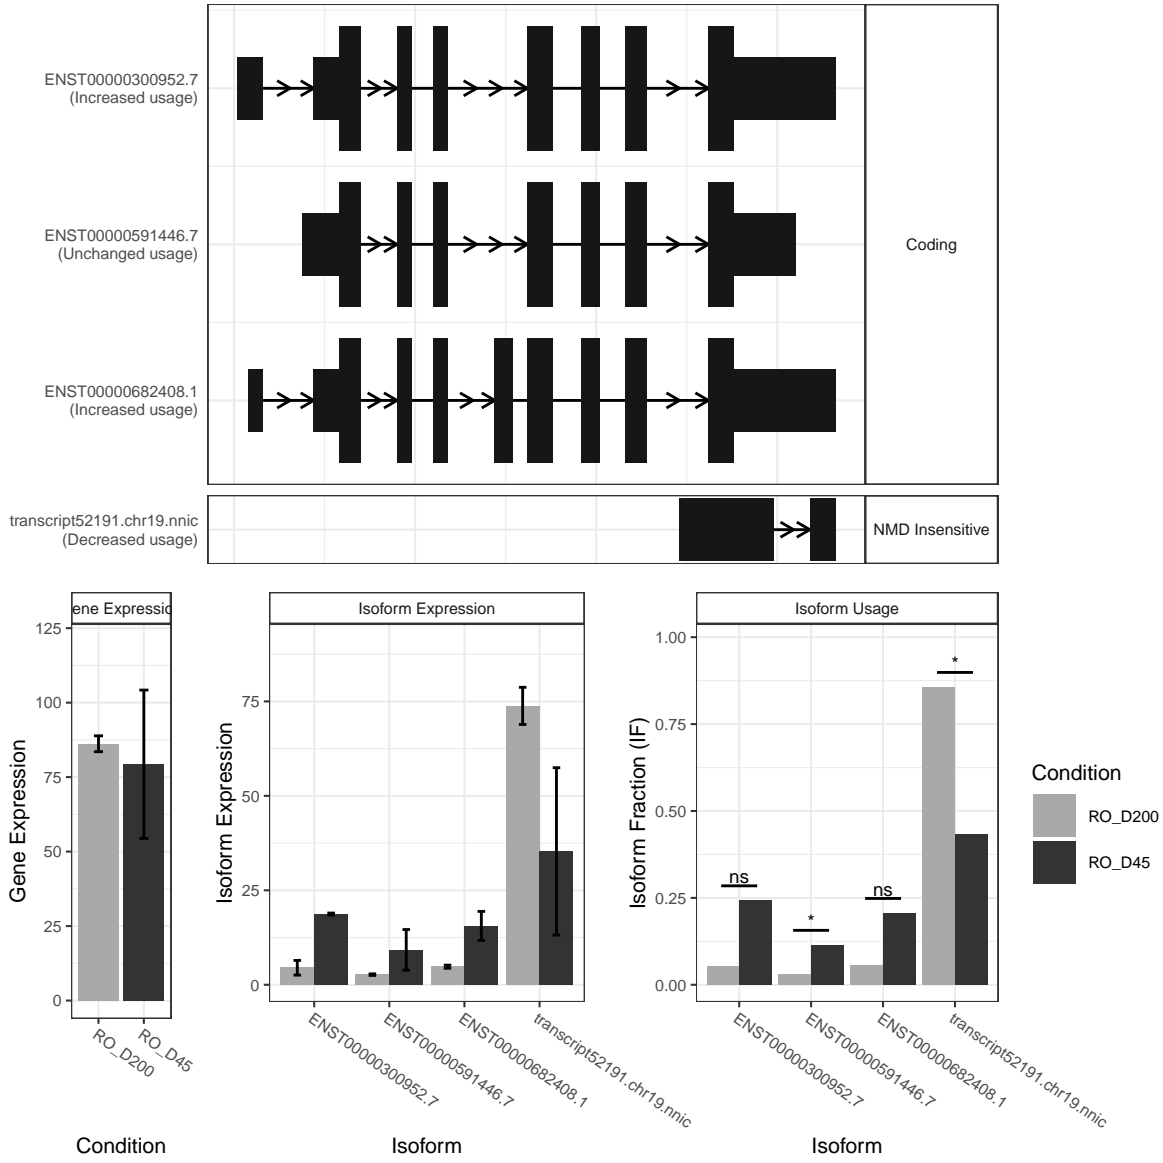 ENST00000300952.7
(Increased usage)
ENST00000591446.7
(Unchanged usage)
Coding
ENST00000682408.1
(Increased usage)
transcript52191.chr19.nnic
(Decreased usage)
NMD Insensitive
ene Expressio
Gene Expression
125
100
75
50
25
0
RO_D200
RO_D45
Condition
Isoform Expression
Isoform Expression
75
50
25
0
ENST00000300952.7
ENST00000591446.7
ENST00000682408.1
transcript52191.chr19.nnic
Isoform
Isoform Usage
Isoform Fraction (IF)
1.00
0.75
0.50
0.25
0.00
ns
*
ns
*
ENST00000300952.7
ENST00000591446.7
ENST00000682408.1
transcript52191.chr19.nnic
Isoform
Condition
RO_D200
RO_D45